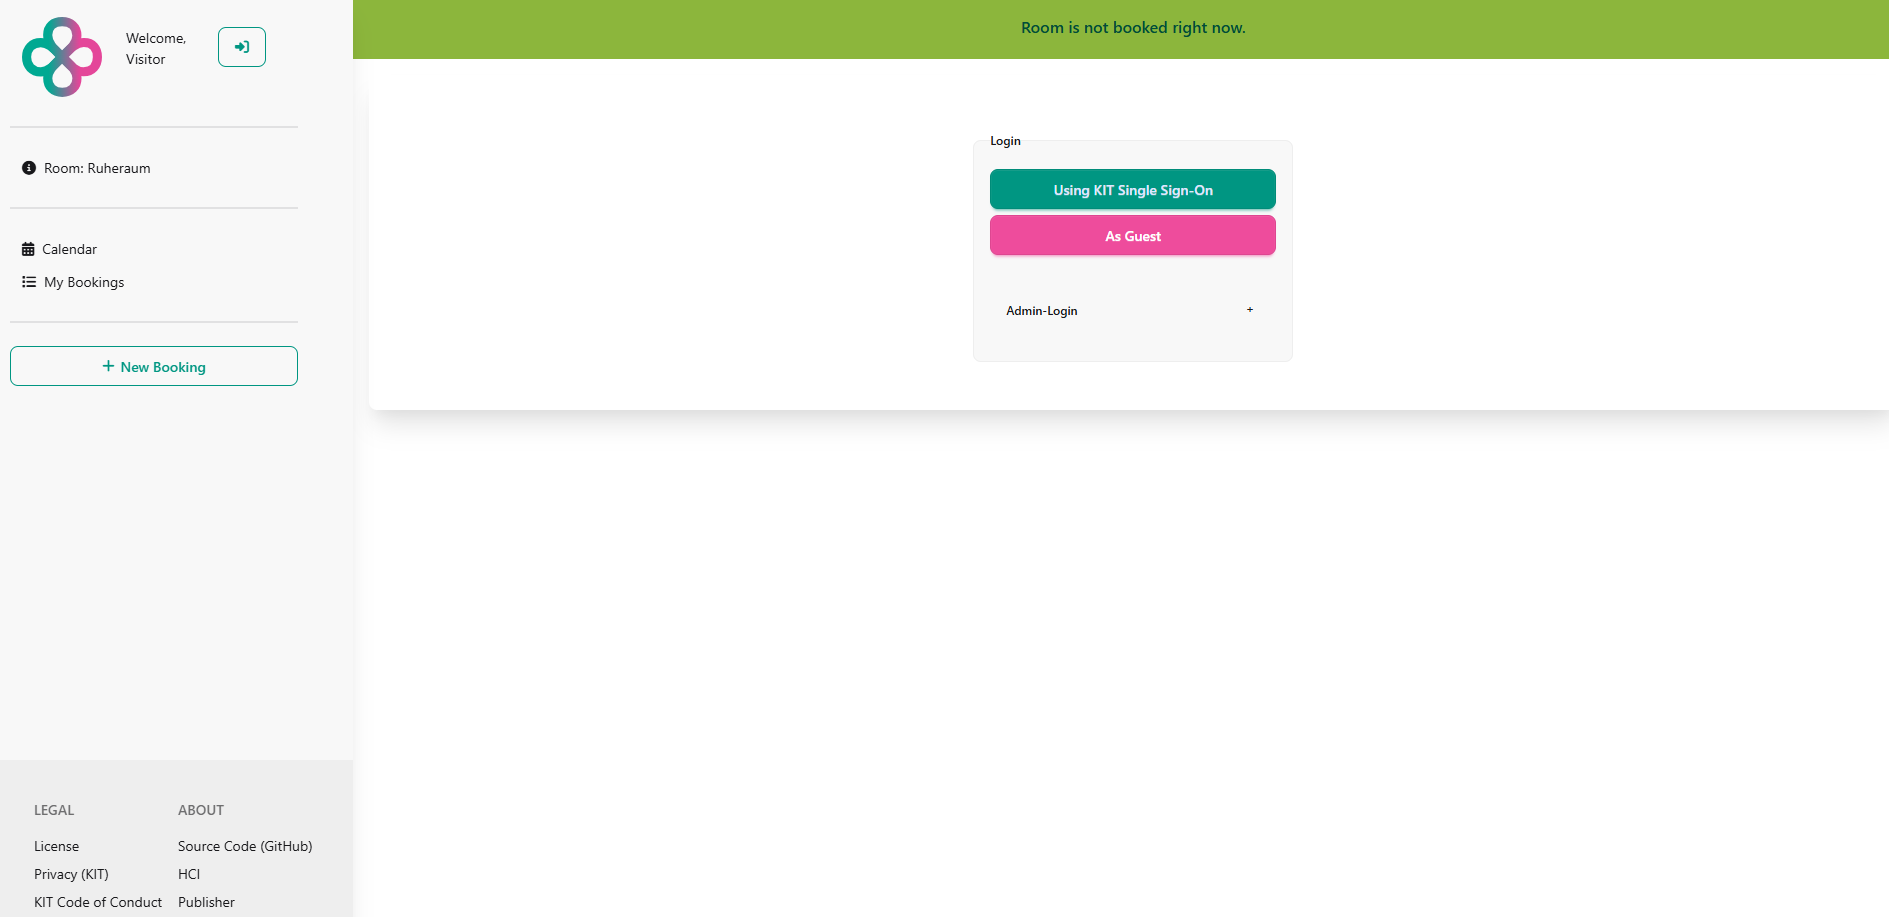 Welcome,
Visitor
Room: Ruheraum
Calendar
My Bookings
+ New Booking
LEGAL
License
Privacy (KIT)
KIT Code of Conduct
ABOUT
Source Code (GitHub)
HCI
Publisher
Room is not booked right now.
Login
Using KIT Single Sign-On
As Guest
Admin-Login +